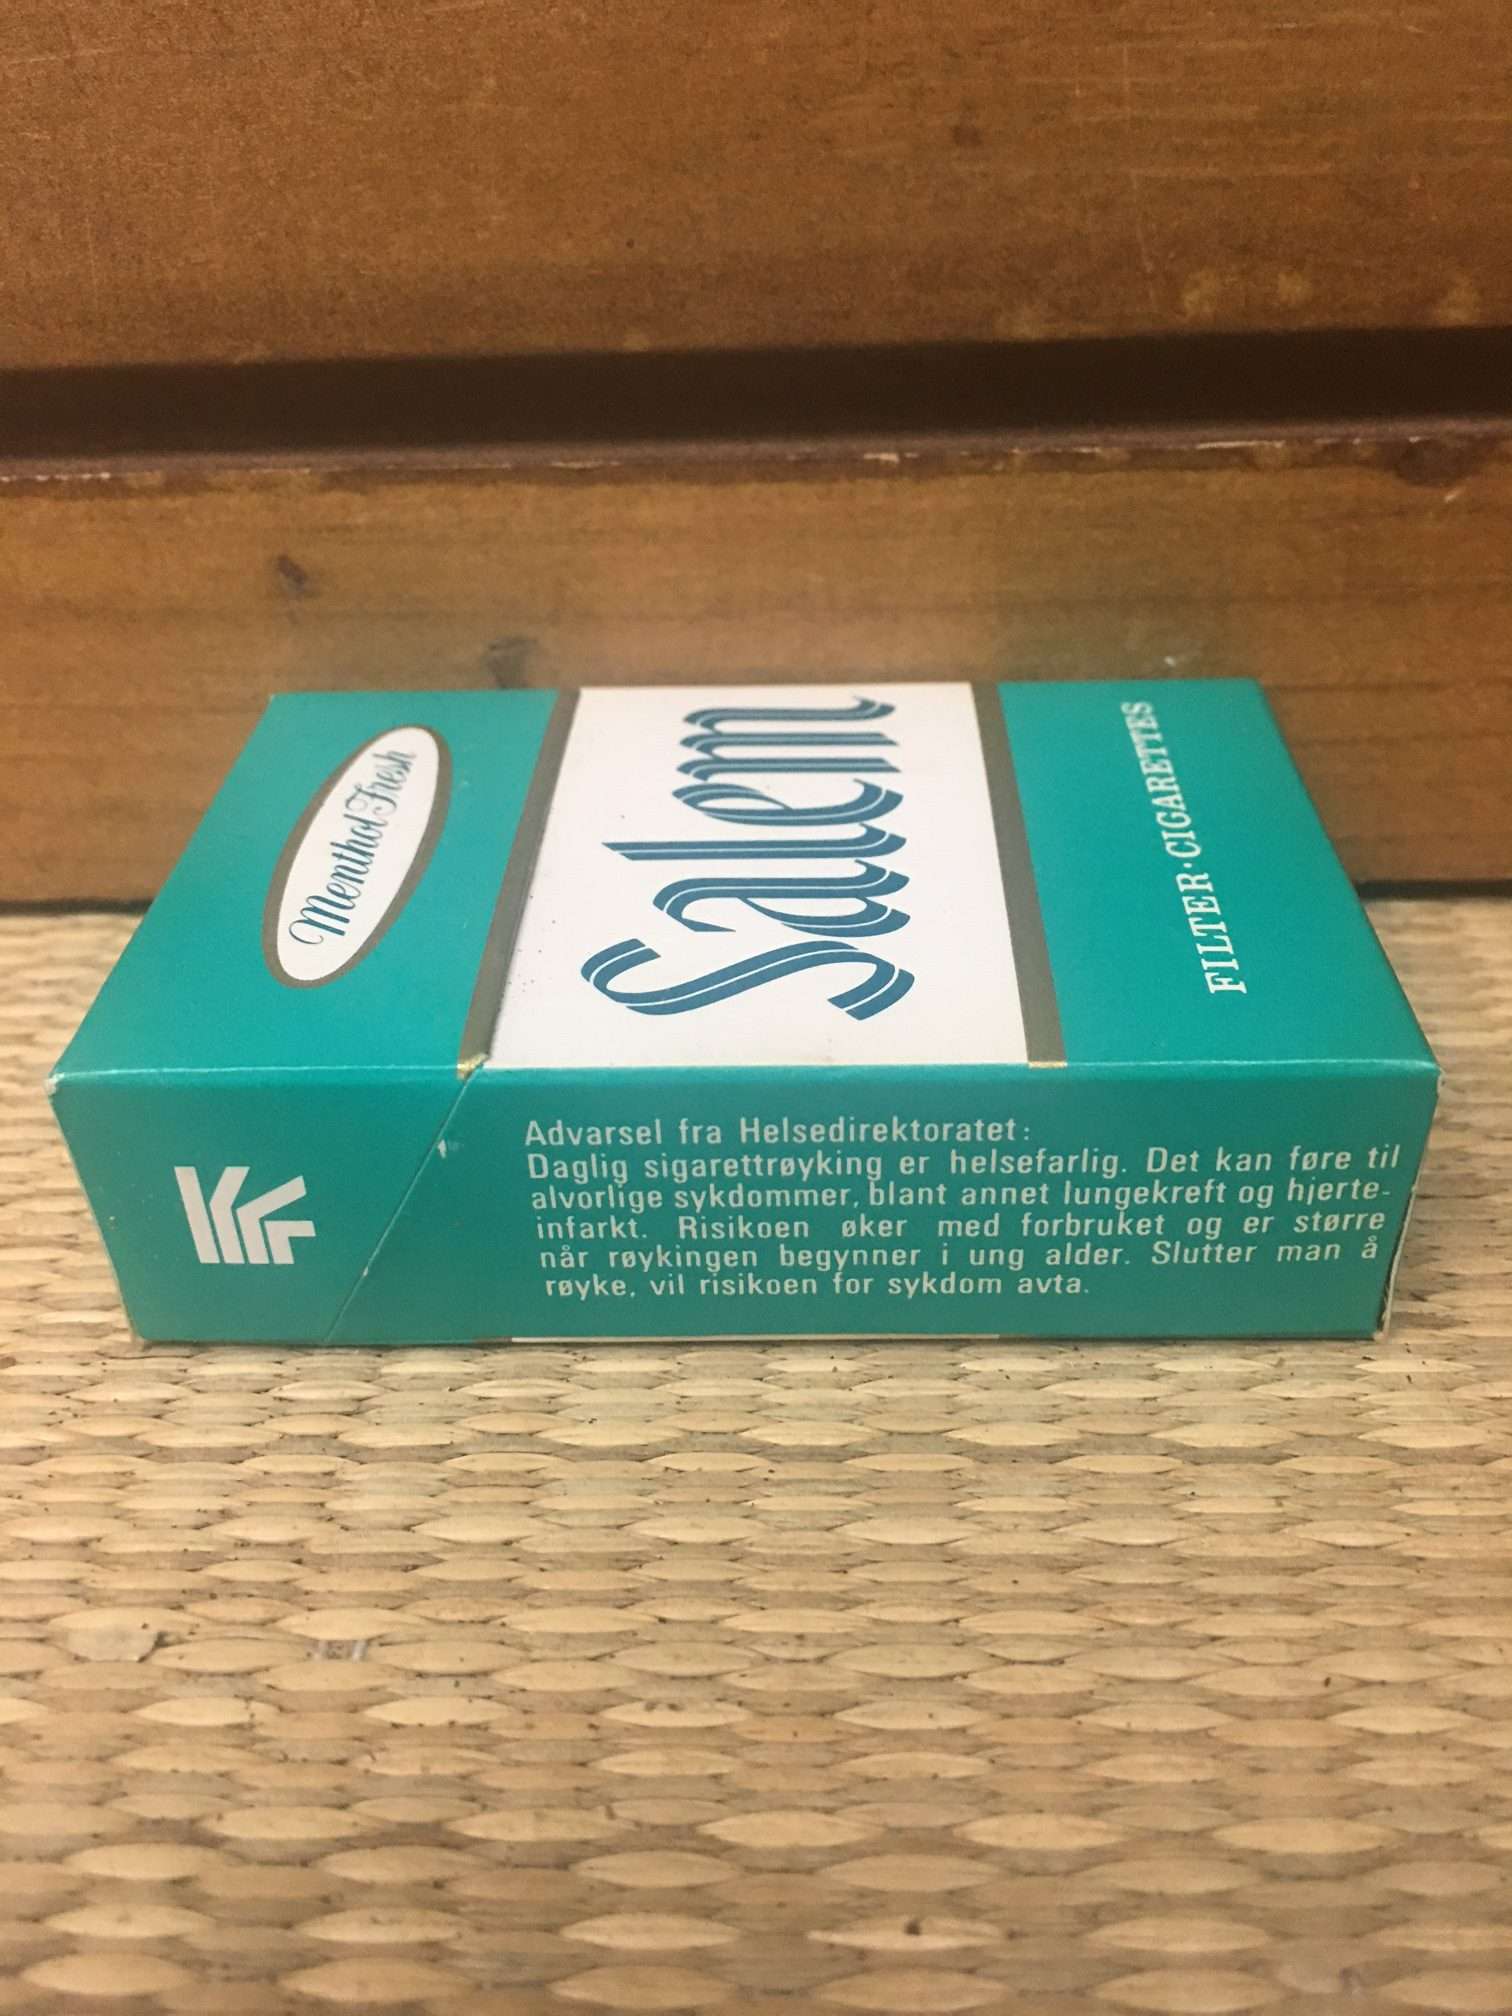 Menthol Fresh
Salem
FILTER·CIGARETTES
Advarsel fra Helsedirektoratet:
Daglig sigarettrøyking er helsefarlig. Det kan føre til
alvorlige sykdommer, blant annet lungekreft og hjerte-
infarkt. Risikoen øker med forbruket og er større
når røykingen begynner i ung alder. Slutter man å
røyke, vil risikoen for sykdom avta.